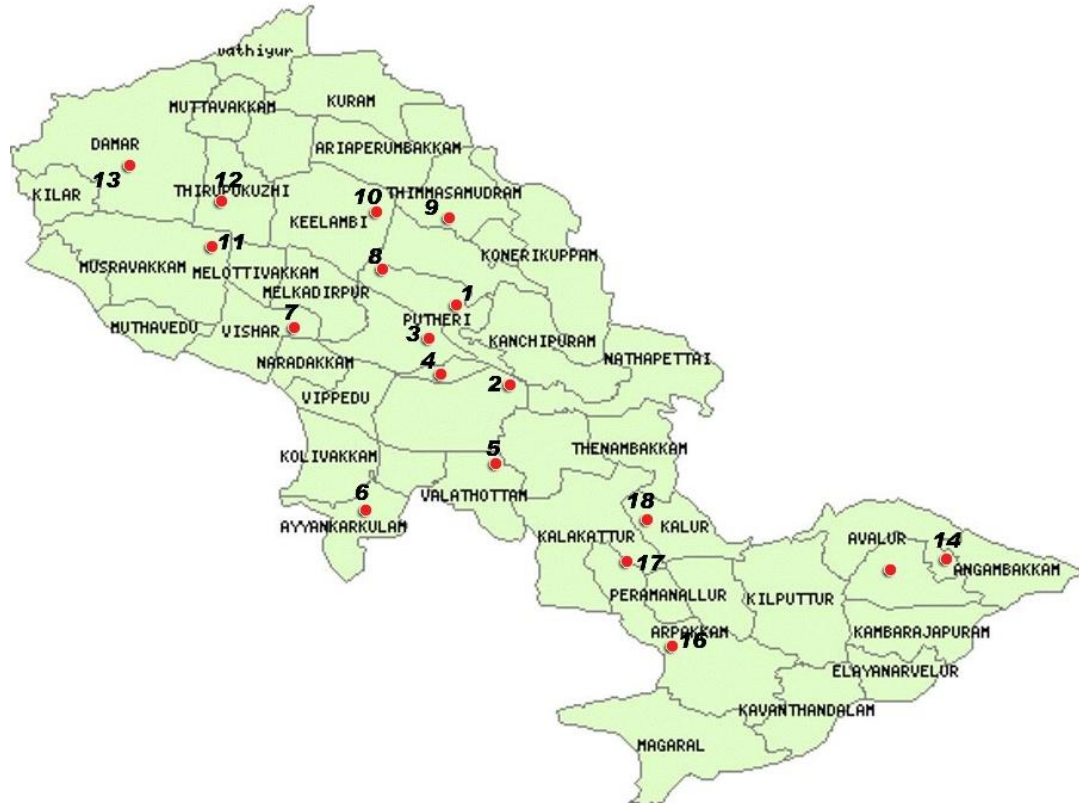 vathiyur
MUTTAVAKKAM
KURAM
DAMAR
ARIAPERUMBAKKAM
13
KILAR
12
THIRUPUKUZHI
10
THIMMASAMUDRAM
9
KEELAMBI
11
8
KONERIKUPPAM
MUSRAVAKKAM
MELOTTIVAKKAM
MELKADIRPUR
1
7
PUTHERI
MUTHAVEDU
VISHAR
3
KANCHIPURAM
NARADAKKAM
4
NATHAPETTAI
2
VIPPEDU
5
THENAMBAKKAM
KOLIVAKKAM
6
VALATHOTTAM
18
AYYANKARKULAM
KALUR
KALAKATTUR
AVALUR
14
17
ANGAMBAKKAM
PERAMANALLUR
KILPUTTUR
ARPAKKAM
16
KAMBARAJAPURAM
ELAYANARVELUR
KAVANTHANDALAM
MAGARAL